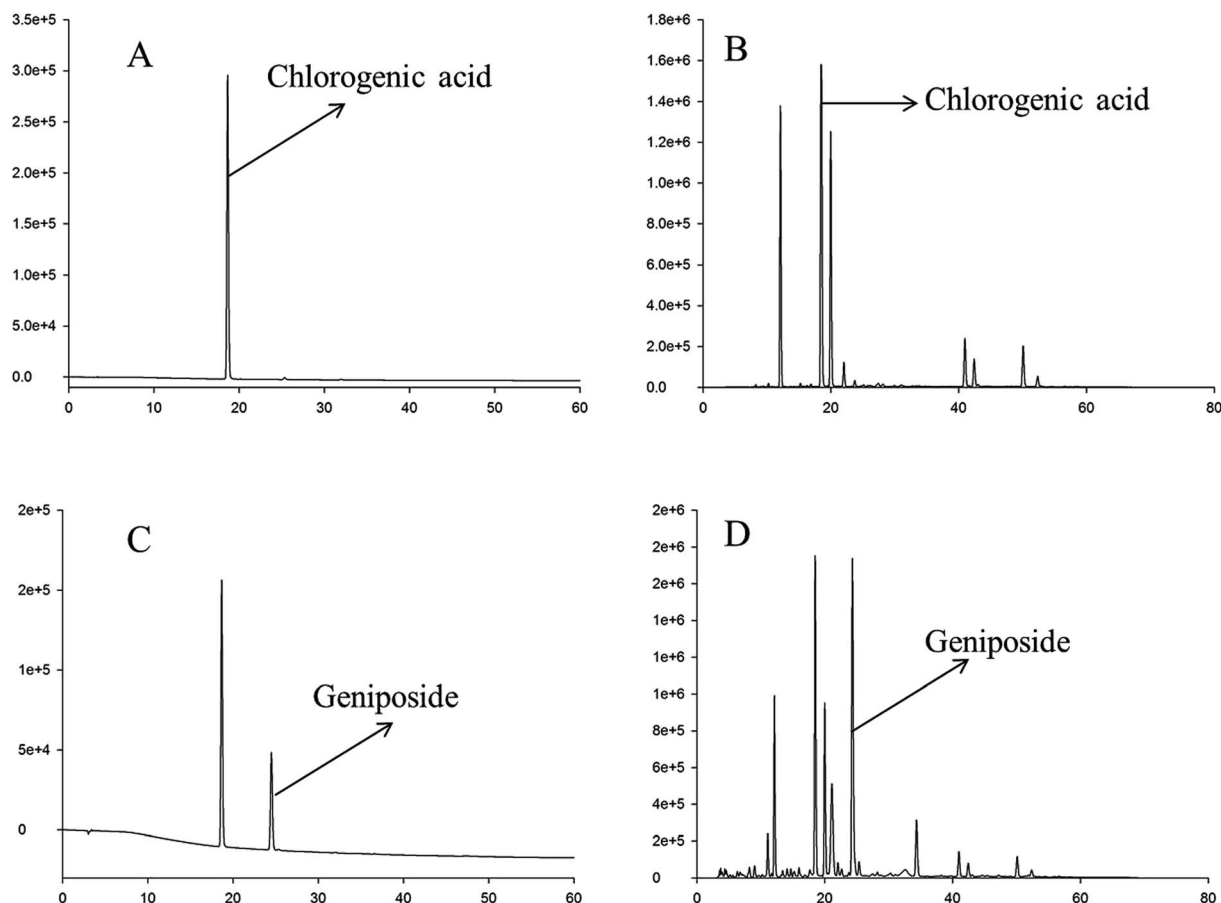 A
Chlorogenic acid
3.5e+5
3.0e+5
2.5e+5
2.0e+5
1.5e+5
1.0e+5
5.0e+4
0.0
0 10 20 30 40 50 60
B
Chlorogenic acid
1.8e+6
1.6e+6
1.4e+6
1.2e+6
1.0e+6
8.0e+5
6.0e+5
4.0e+5
2.0e+5
0.0
0 20 40 60 80
C
Geniposide
2e+5
2e+5
1e+5
5e+4
0
0 10 20 30 40 50 60
D
Geniposide
2e+6
2e+6
2e+6
1e+6
1e+6
1e+6
8e+5
6e+5
4e+5
2e+5
0
0 20 40 60 80